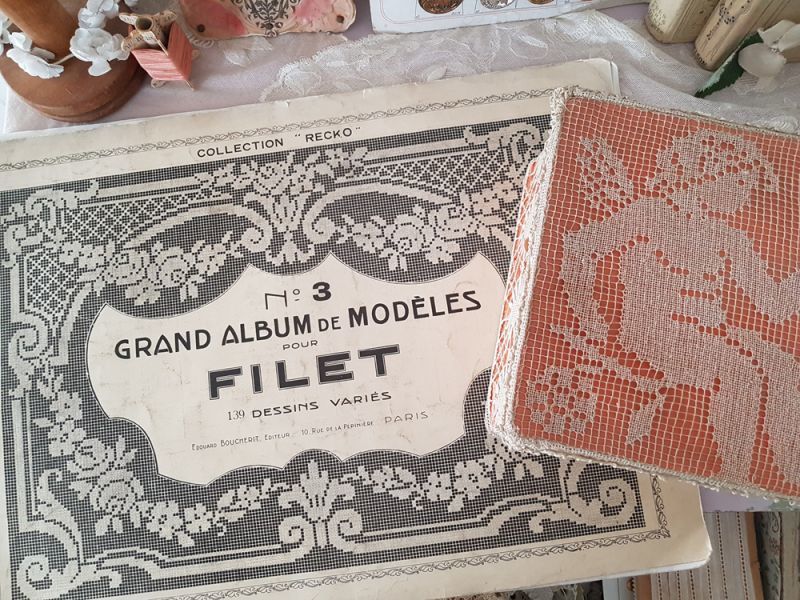 COLLECTION "RECKO"
Nº 3
GRAND ALBUM DE MODÈLES
POUR
FILET
139 DESSINS VARIÉS
EDOUARD BOUCHERIT, EDITEUR - 10, RUE DE LA PÉPINIÈRE PARIS